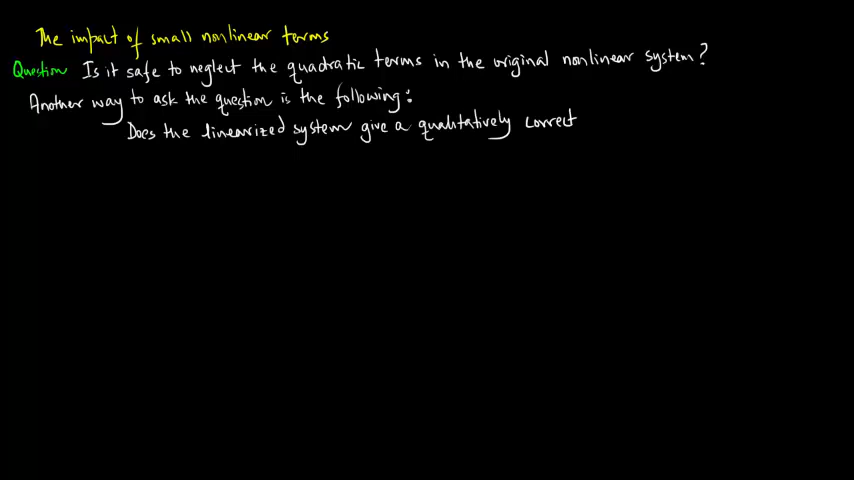 The impact of small nonlinear terms
Question Is it safe to neglect the quadratic terms in the original nonlinear system?
Another way to ask the question is the following:
Does the linearized system give a qualitatively correct